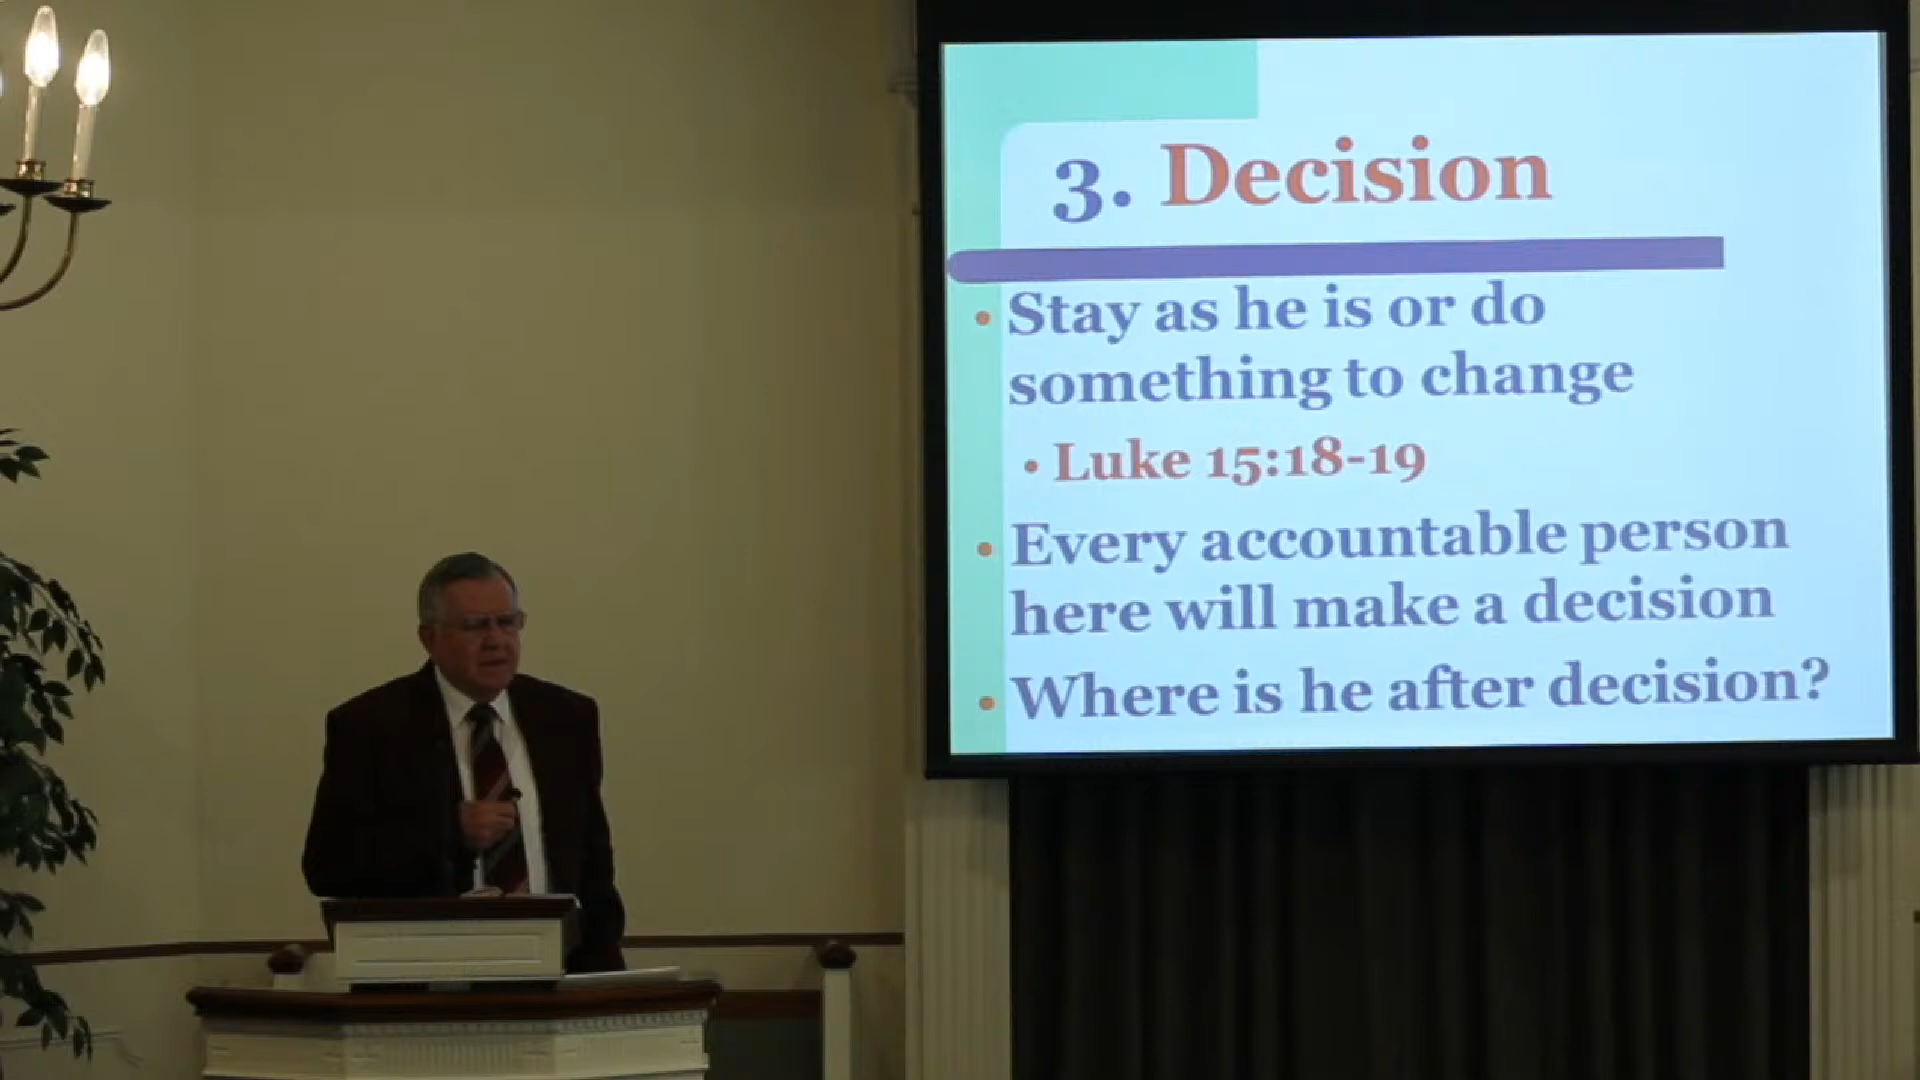 3. Decision
• Stay as he is or do
something to change
• Luke 15:18-19
• Every accountable person
here will make a decision
• Where is he after decision?